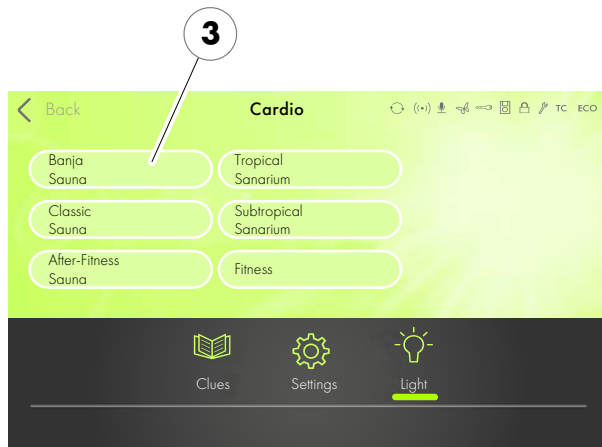 3
Back
Cardio
TC ECO
Banja
Sauna
Tropical
Sanarium
Classic
Sauna
Subtropical
Sanarium
After-Fitness
Sauna
Fitness
Clues
Settings
Light